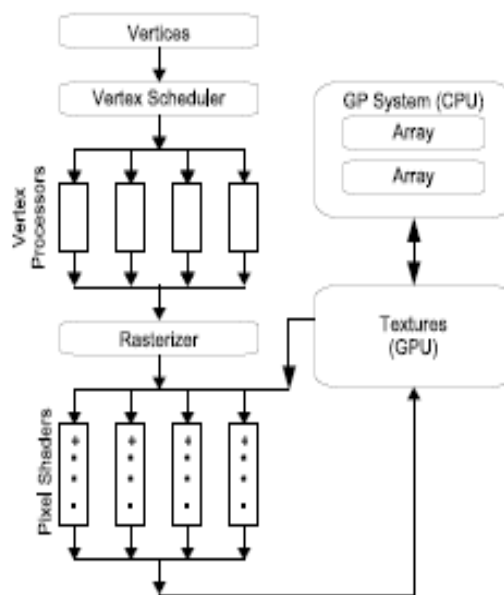 Vertices
Vertex Scheduler
GP System (CPU)
Array
Array
Vertex
Processors
Rasterizer
Textures
(GPU)
Pixel Shaders